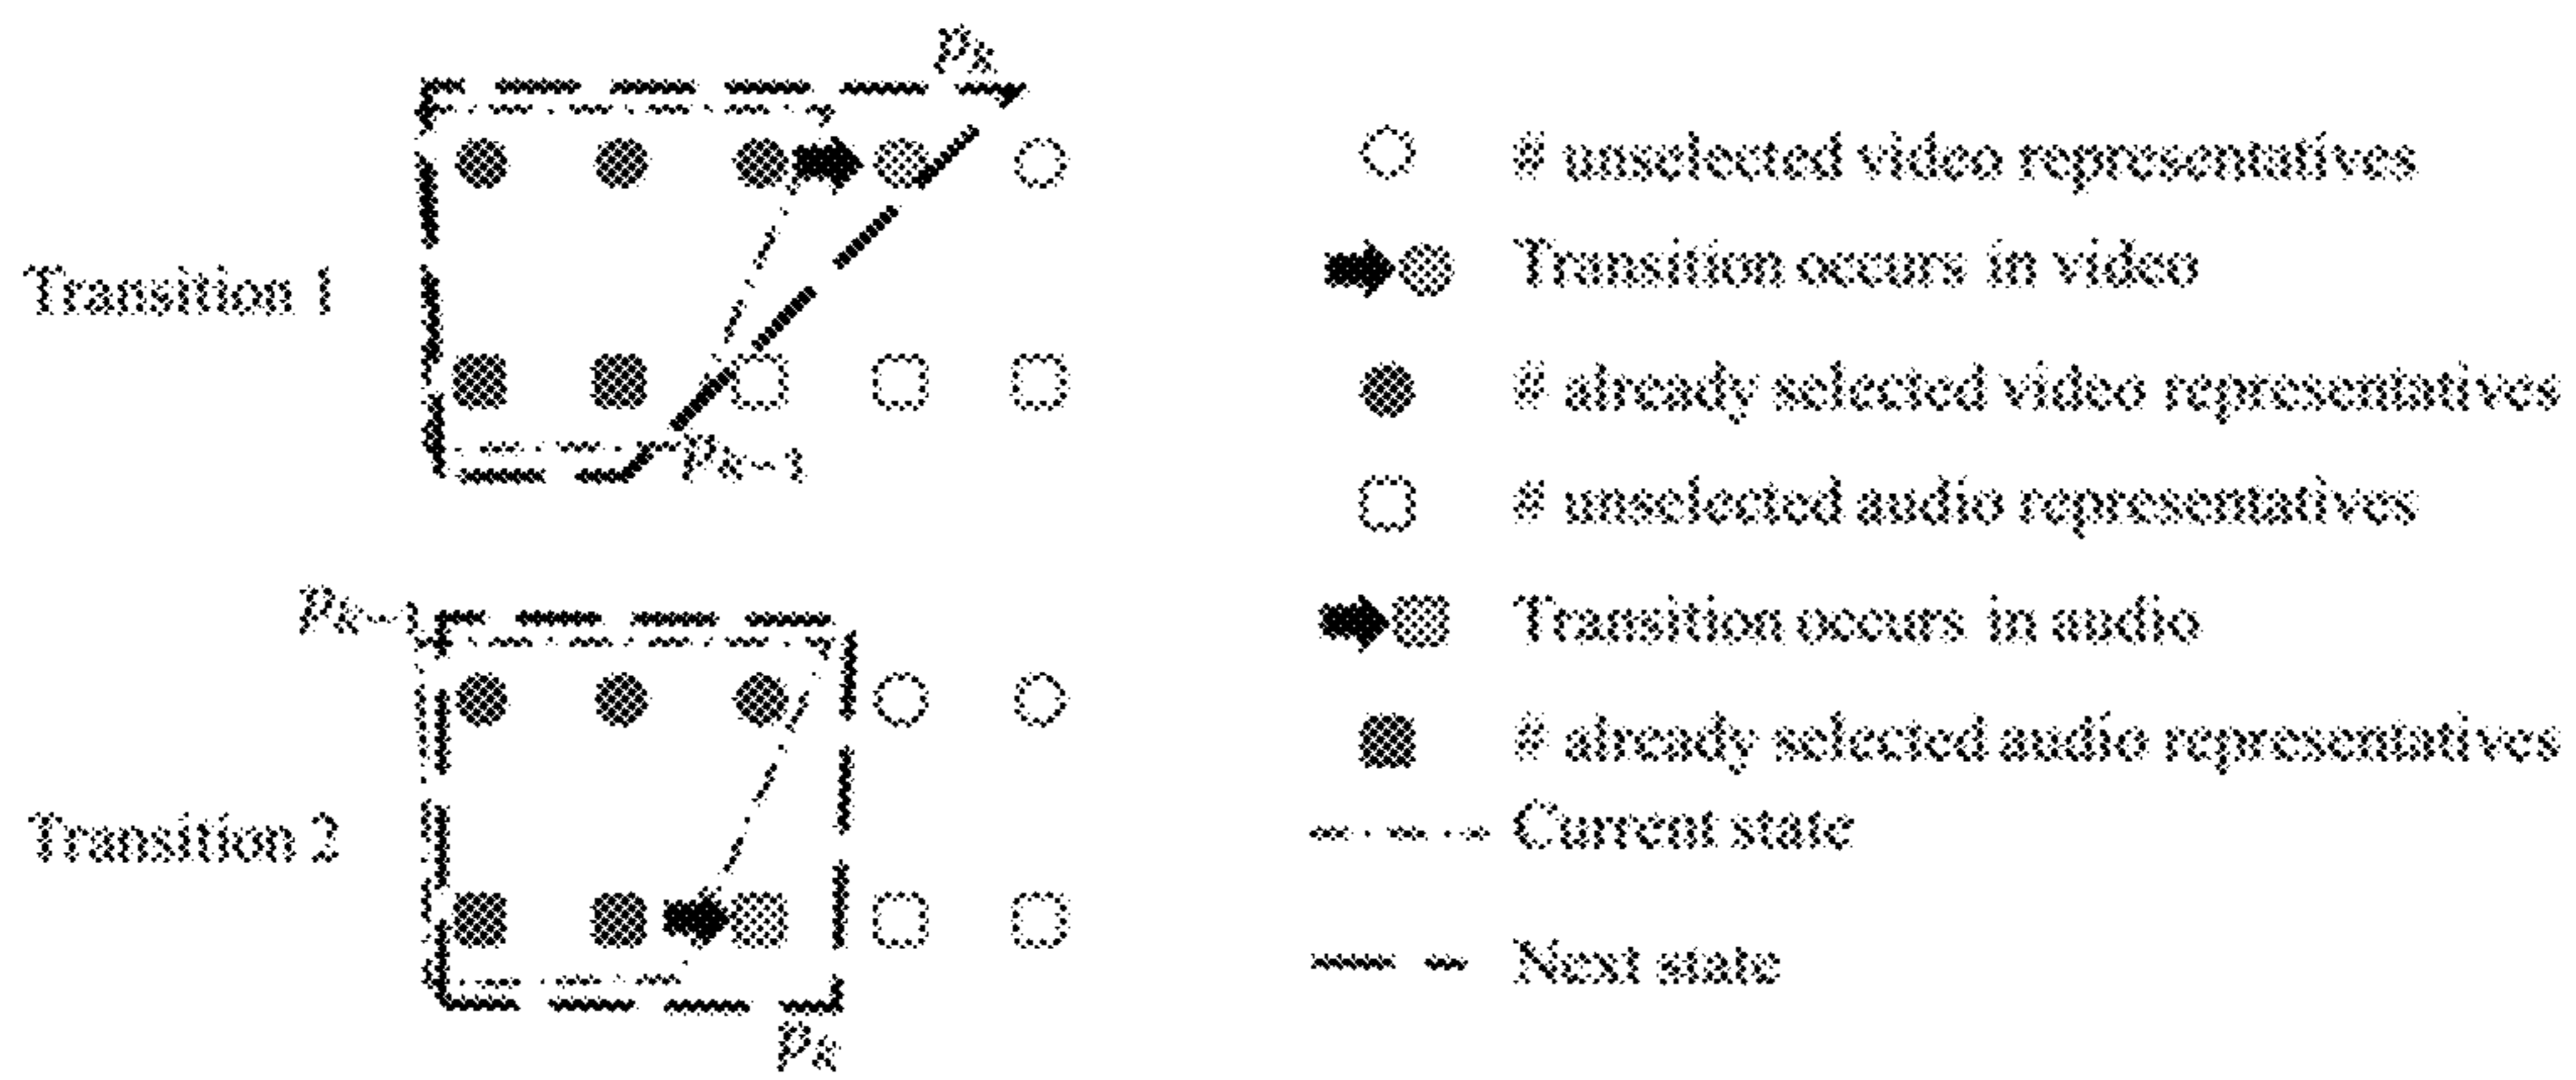 p_K
Transition 1
p_{K-1}
p_{K-1}
Transition 2
p_K
# unselected video representatives
Transition occurs in video
# already selected video representatives
# unselected audio representatives
Transition occurs in audio
# already selected audio representatives
Current state
Next state